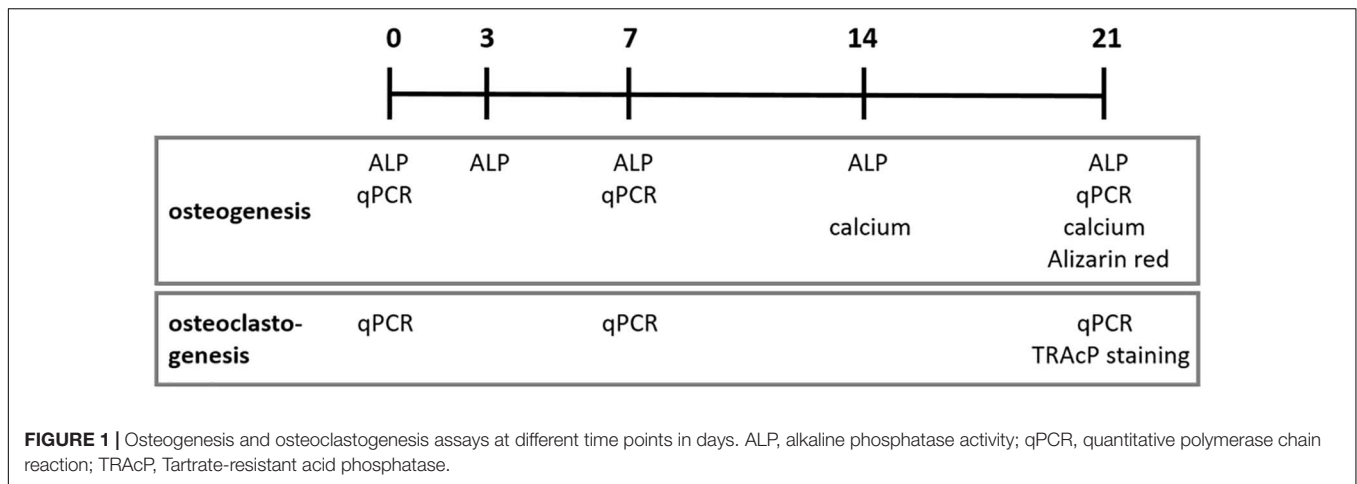 0 3 7 14 21
ALP ALP ALP ALP ALP
qPCR qPCR qPCR
osteogenesis
calcium calcium
Alizarin red
osteoclasto- qPCR qPCR qPCR
genesis TRAcP staining
FIGURE 1 | Osteogenesis and osteoclastogenesis assays at different time points in days. ALP, alkaline phosphatase activity; qPCR, quantitative polymerase chain
reaction; TRAcP, Tartrate-resistant acid phosphatase.